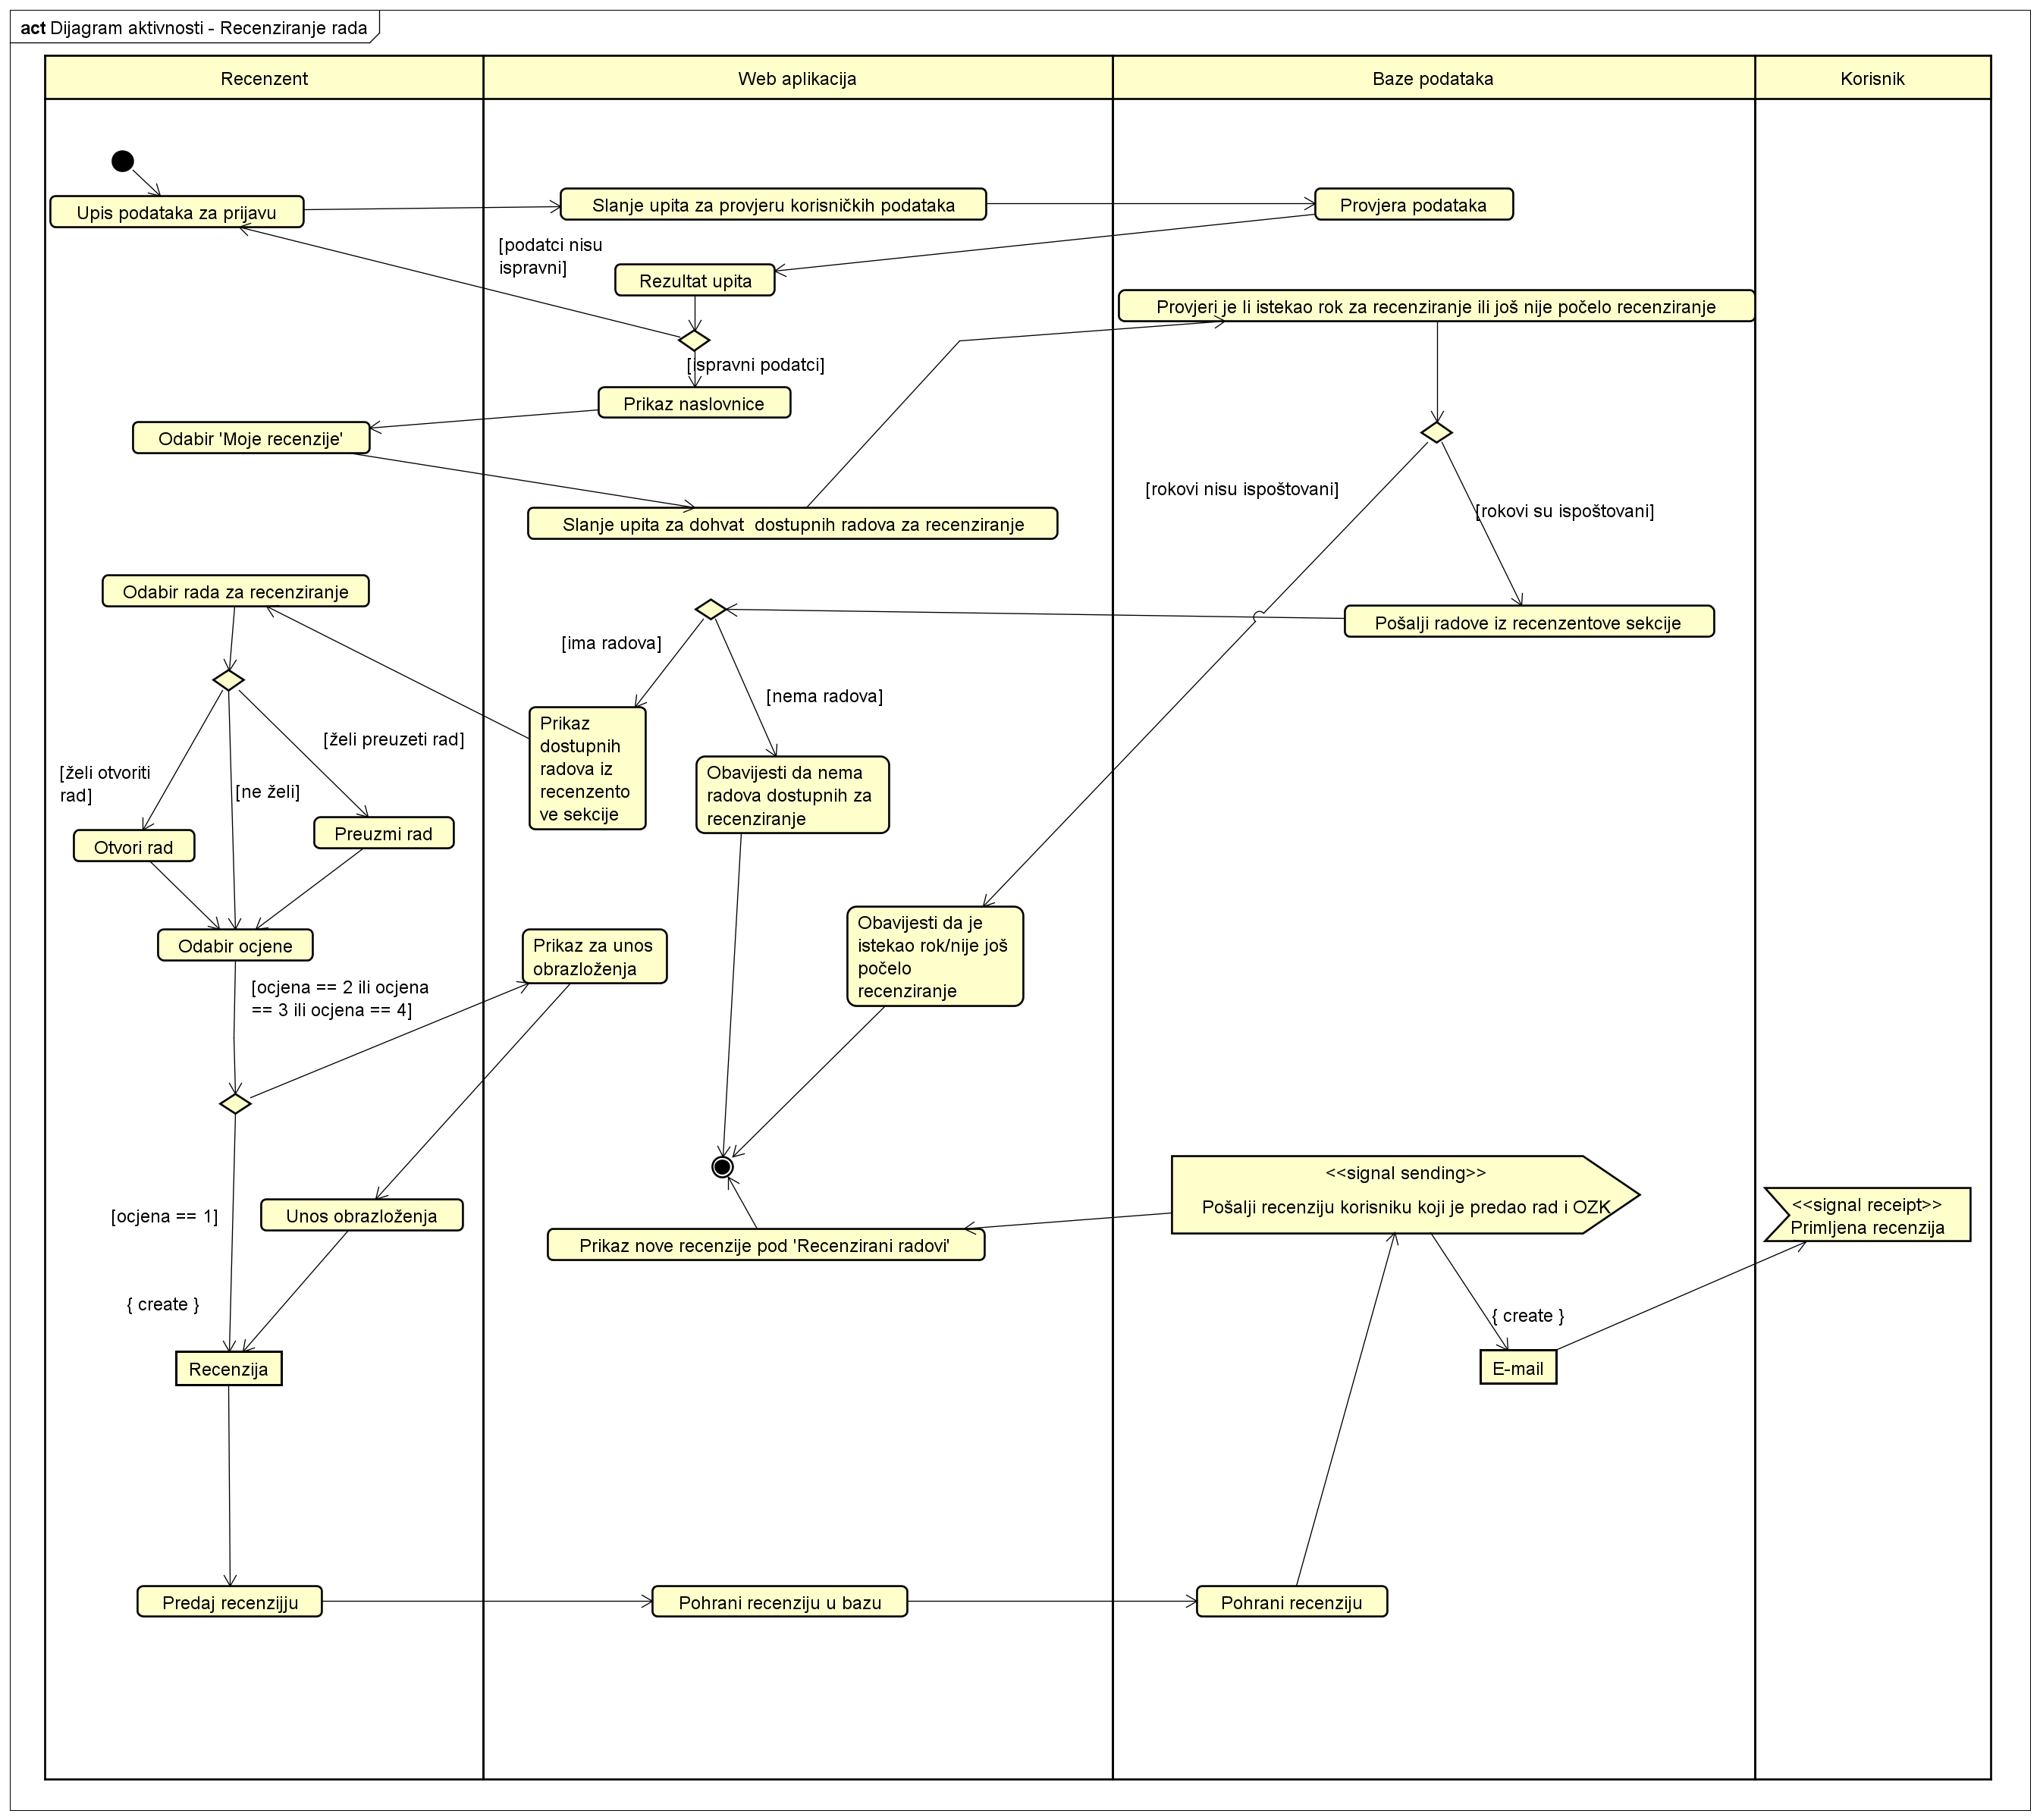 act Dijagram aktivnosti - Recenziranje rada
Recenzent
Web aplikacija
Baze podataka
Korisnik
Upis podataka za prijavu
Slanje upita za provjeru korisničkih podataka
Provjera podataka
[podatci nisu
ispravni]
Rezultat upita
Provjeri je li istekao rok za recenziranje ili još nije počelo recenziranje
[ispravni podatci]
Prikaz naslovnice
Odabir 'Moje recenzije'
[rokovi nisu ispoštovani]
[rokovi su ispoštovani]
Slanje upita za dohvat  dostupnih radova za recenziranje
Odabir rada za recenziranje
Pošalji radove iz recenzentove sekcije
[ima radova]
[nema radova]
[želi preuzeti rad]
Prikaz
dostupnih
radova iz
recenzento
ve sekcije
[želi otvoriti
rad]
[ne želi]
Obavijesti da nema
radova dostupnih za
recenziranje
Preuzmi rad
Otvori rad
Obavijesti da je
istekao rok/nije još
počelo
recenziranje
Odabir ocjene
Prikaz za unos
obrazloženja
[ocjena == 2 ili ocjena
== 3 ili ocjena == 4]
<<signal sending>>
Pošalji recenziju korisniku koji je predao rad i OZK
<<signal receipt>>
Primljena recenzija
[ocjena == 1]
Unos obrazloženja
Prikaz nove recenzije pod 'Recenzirani radovi'
{ create }
{ create }
Recenzija
E-mail
Predaj recenzijju
Pohrani recenziju u bazu
Pohrani recenziju